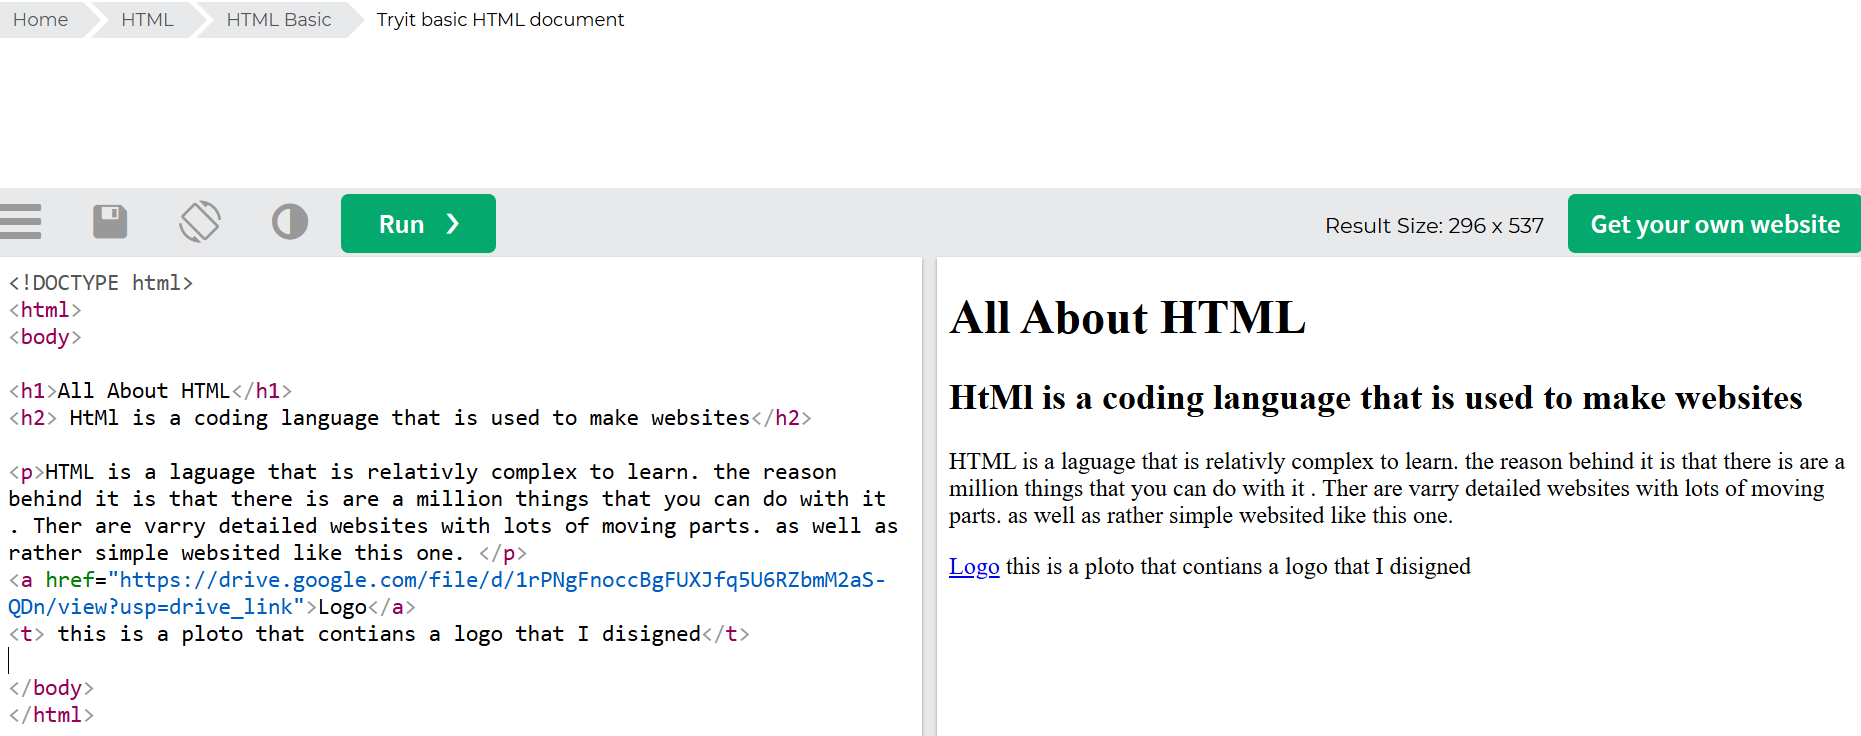 Home HTML HTML Basic Tryit basic HTML document
Run ❯ Result Size: 296 x 537 Get your own website
<!DOCTYPE html>
<html>
<body>
<h1>All About HTML</h1>
<h2> HtMl is a coding language that is used to make websites</h2>
<p>HTML is a laguage that is relativly complex to learn. the reason
behind it is that there is are a million things that you can do with it
. Ther are varry detailed websites with lots of moving parts. as well as
rather simple websited like this one. </p>
<a href="https://drive.google.com/file/d/1rPNgFnoccBgFUXJfq5U6RZbmM2aS-
QDn/view?usp=drive_link">Logo</a>
<t> this is a ploto that contians a logo that I disigned</t>
</body>
</html>
All About HTML
HtMl is a coding language that is used to make websites
HTML is a laguage that is relativly complex to learn. the reason behind it is that there is are a
million things that you can do with it . Ther are varry detailed websites with lots of moving
parts. as well as rather simple websited like this one.
Logo this is a ploto that contians a logo that I disigned